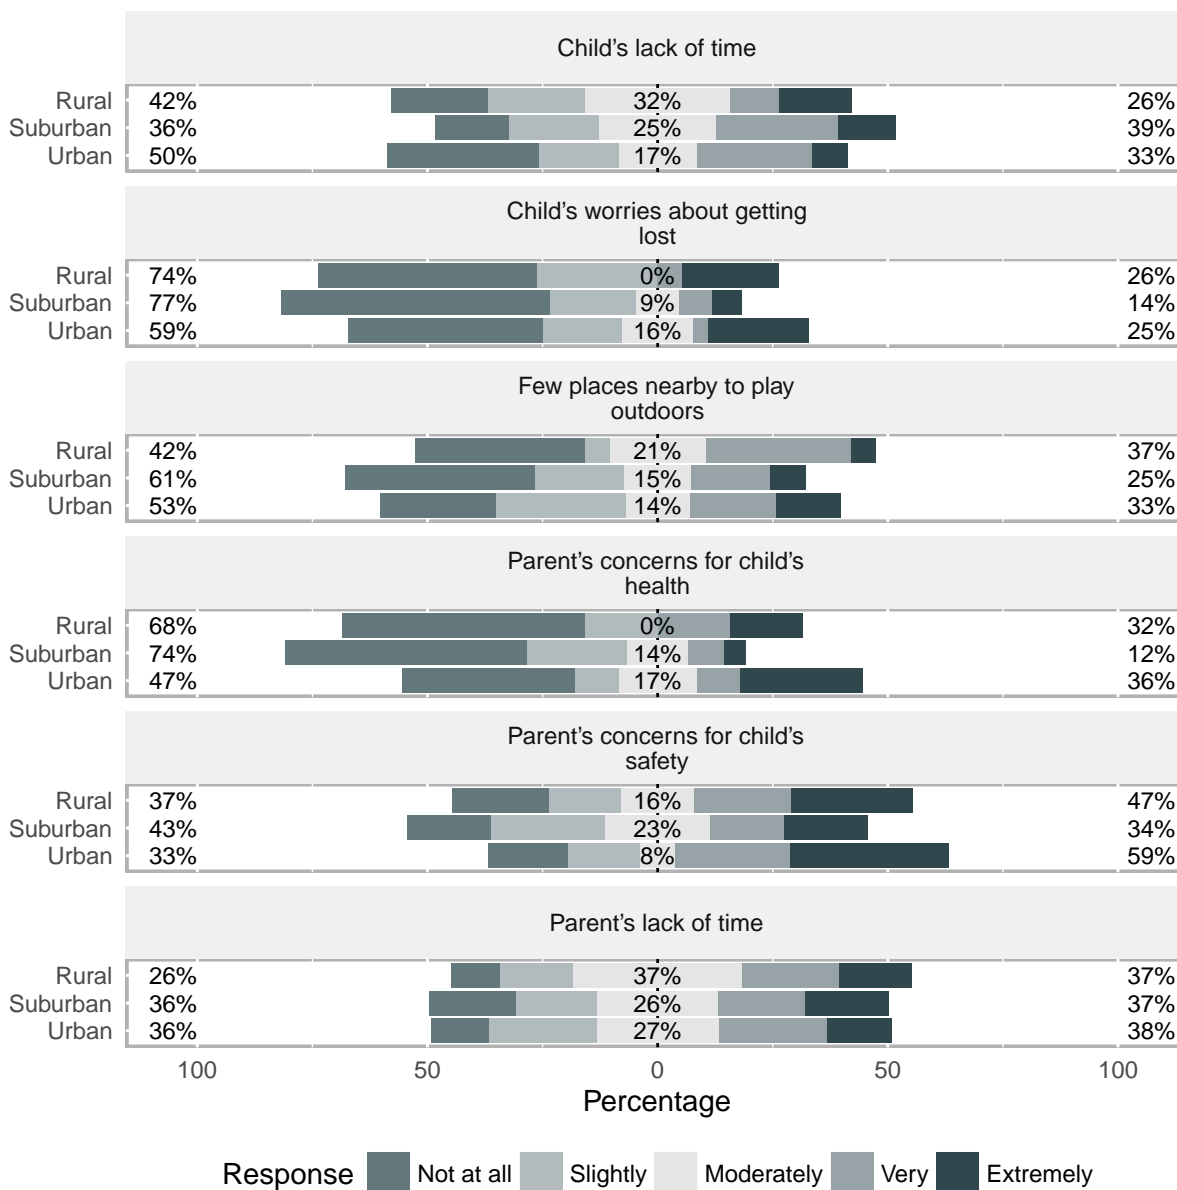 Child's lack of time
Rural 42% 32% 26%
Suburban 36% 25% 39%
Urban 50% 17% 33%
Child's worries about getting
lost
Rural 74% 0% 26%
Suburban 77% 9% 14%
Urban 59% 16% 25%
Few places nearby to play
outdoors
Rural 42% 21% 37%
Suburban 61% 15% 25%
Urban 53% 14% 33%
Parent's concerns for child's
health
Rural 68% 0% 32%
Suburban 74% 14% 12%
Urban 47% 17% 36%
Parent's concerns for child's
safety
Rural 37% 16% 47%
Suburban 43% 23% 34%
Urban 33% 8% 59%
Parent's lack of time
Rural 26% 37% 37%
Suburban 36% 26% 37%
Urban 36% 27% 38%
100 50 0 50 100
Percentage
Response Not at all Slightly Moderately Very Extremely